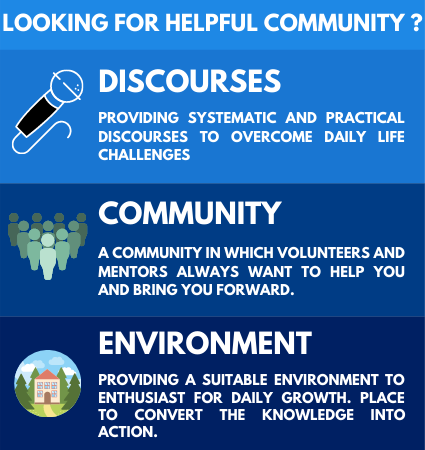 LOOKING FOR HELPFUL COMMUNITY ?
DISCOURSES
PROVIDING SYSTEMATIC AND PRACTICAL
DISCOURSES TO OVERCOME DAILY LIFE
CHALLENGES
COMMUNITY
A COMMUNITY IN WHICH VOLUNTEERS AND
MENTORS ALWAYS WANT TO HELP YOU
AND BRING YOU FORWARD.
ENVIRONMENT
PROVIDING A SUITABLE ENVIRONMENT TO
ENTHUSIAST FOR DAILY GROWTH. PLACE
TO CONVERT THE KNOWLEDGE INTO
ACTION.